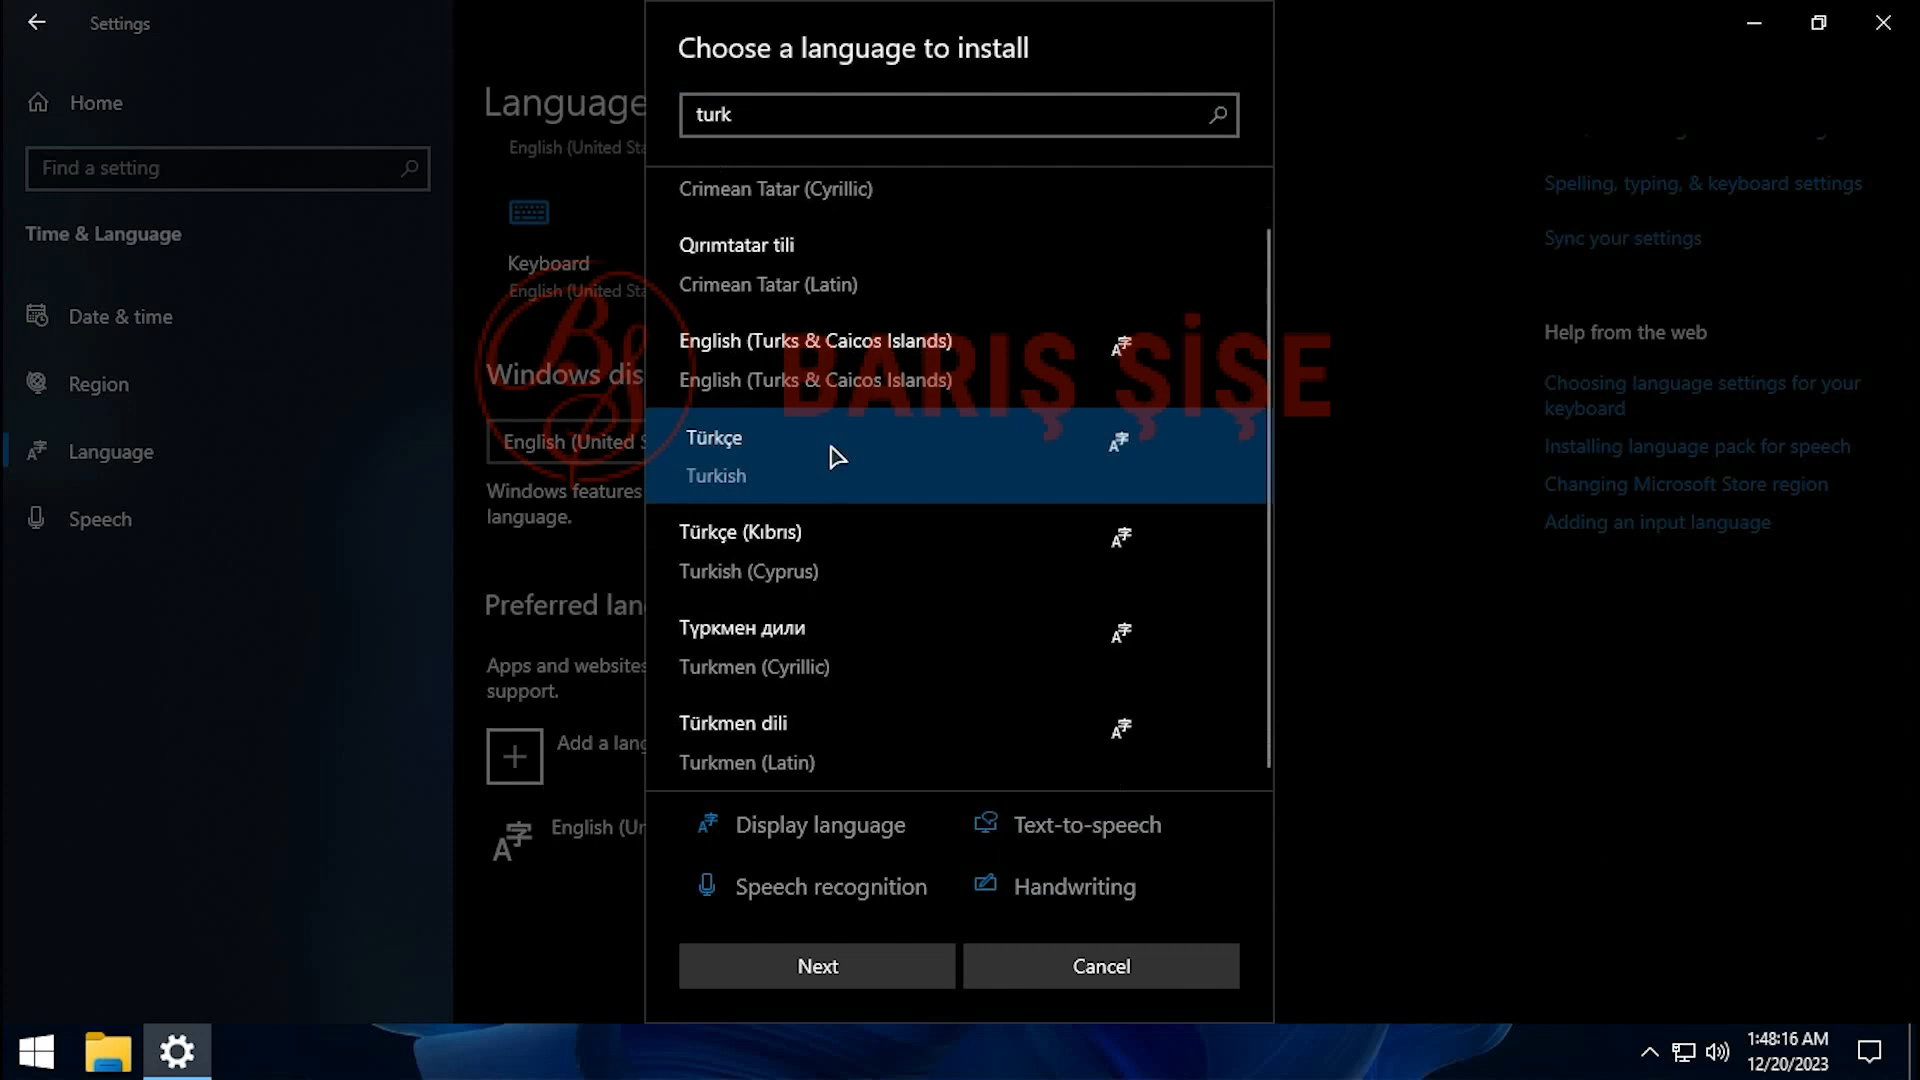 Settings
Home
Find a setting
Time & Language
Date & time
Region
Language
Speech
Language
English (United Sta
Keyboard
English (United Sta
Windows dis
English (United S
Windows features
language.
Preferred lan
Apps and websites
support.
Add a lang
English (Un
Choose a language to install
turk
Crimean Tatar (Cyrillic)
Qırımtatar tili
Crimean Tatar (Latin)
English (Turks & Caicos Islands)
English (Turks & Caicos Islands)
Türkçe
Turkish
Türkçe (Kıbrıs)
Turkish (Cyprus)
Түркмен дили
Turkmen (Cyrillic)
Türkmen dili
Turkmen (Latin)
Display language
Text-to-speech
Speech recognition
Handwriting
Next
Cancel
BARIŞ ŞİŞE
BS
Spelling, typing, & keyboard settings
Sync your settings
Help from the web
Choosing language settings for your
keyboard
Installing language pack for speech
Changing Microsoft Store region
Adding an input language
1:48:16 AM
12/20/2023